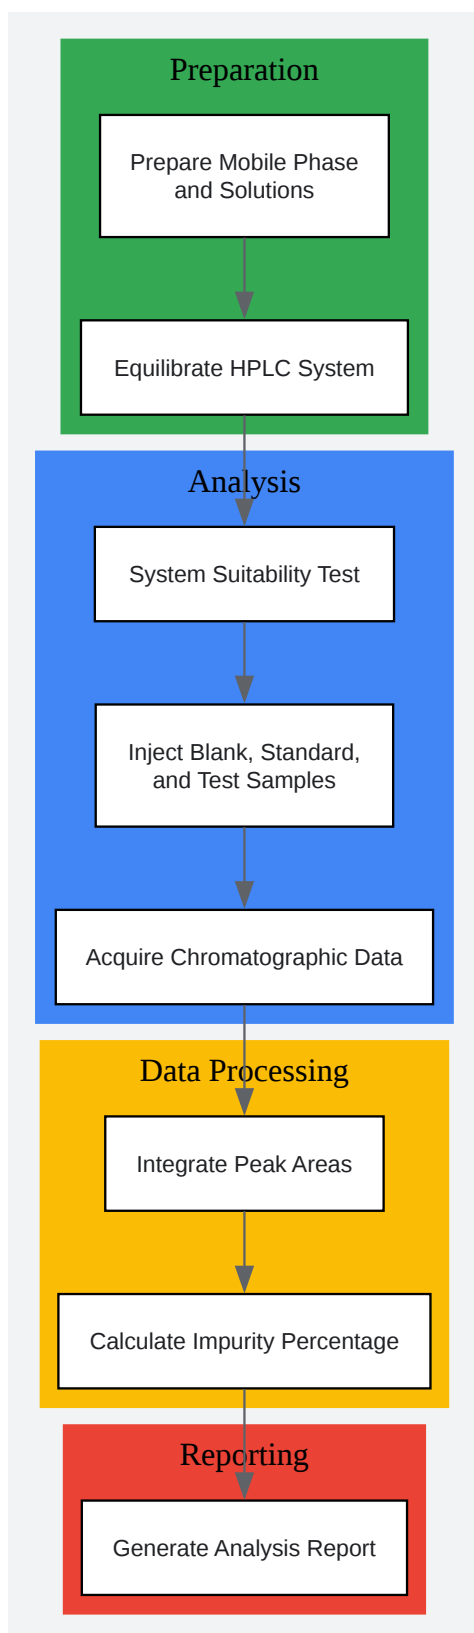 Preparation
Prepare Mobile Phase
and Solutions
Equilibrate HPLC System
Analysis
System Suitability Test
Inject Blank, Standard,
and Test Samples
Acquire Chromatographic Data
Data Processing
Integrate Peak Areas
Calculate Impurity Percentage
Reporting
Generate Analysis Report